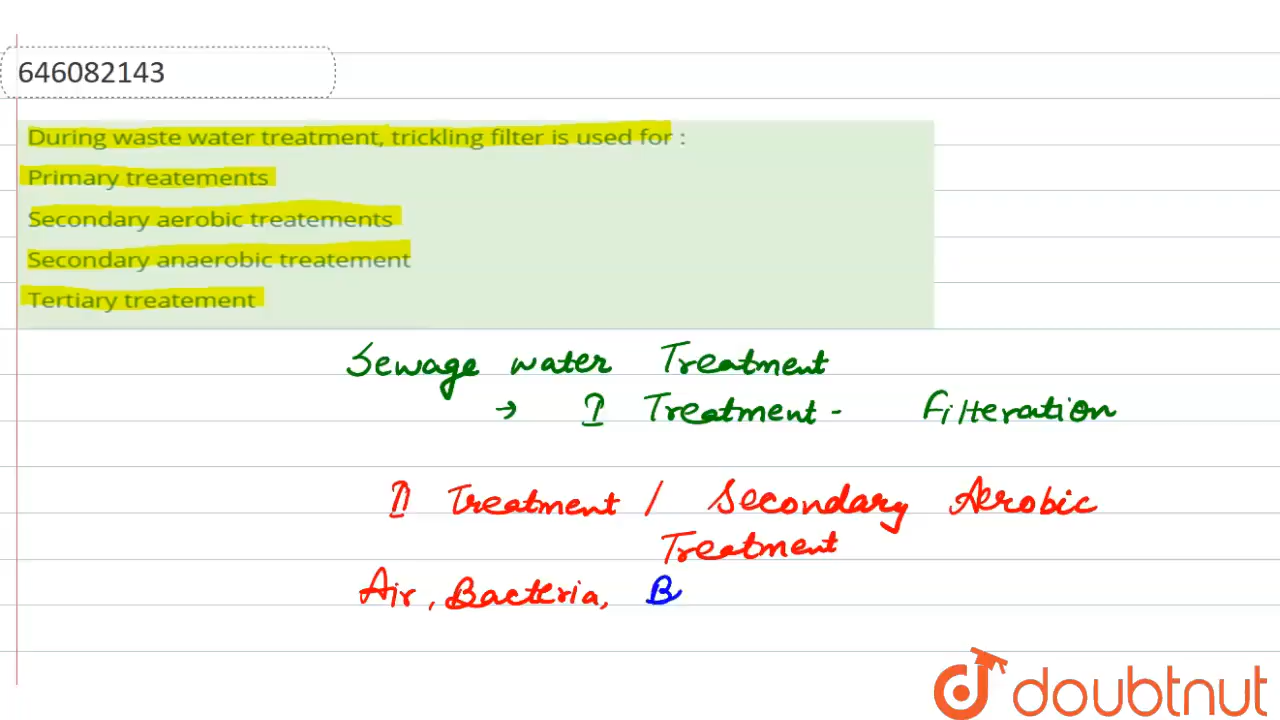 646082143
During waste water treatment, trickling filter is used for :
Primary treatements
Secondary aerobic treatements
Secondary anaerobic treatement
Tertiary treatement
Sewage water Treatment
→ I Treatment - Filteration
II Treatment / Secondary Aerobic
Treatment
Air, Bacteria, B
doubtnut